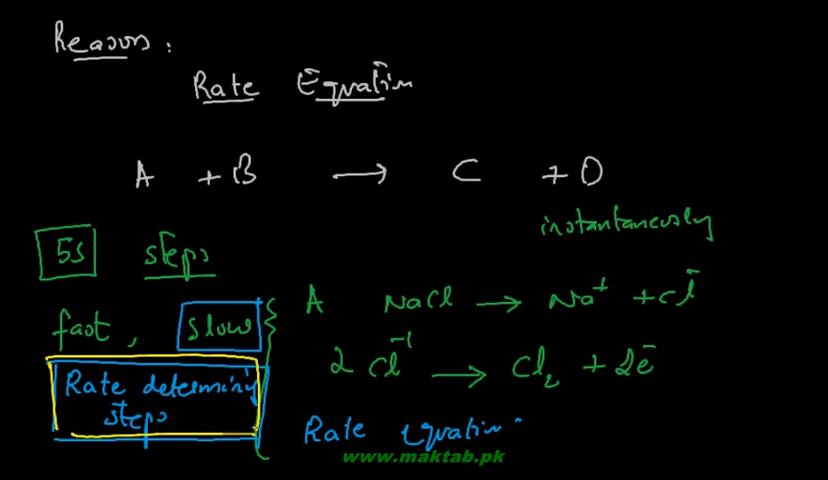 Reason :
Rate Equation
A + B → C + D
instantaneously
5s steps
A NaCl → Na⁺ + Cl⁻
fast , slow
2 Cl⁻¹ → Cl₂ + 2e⁻
Rate determining
steps
Rate equation
www.maktab.pk